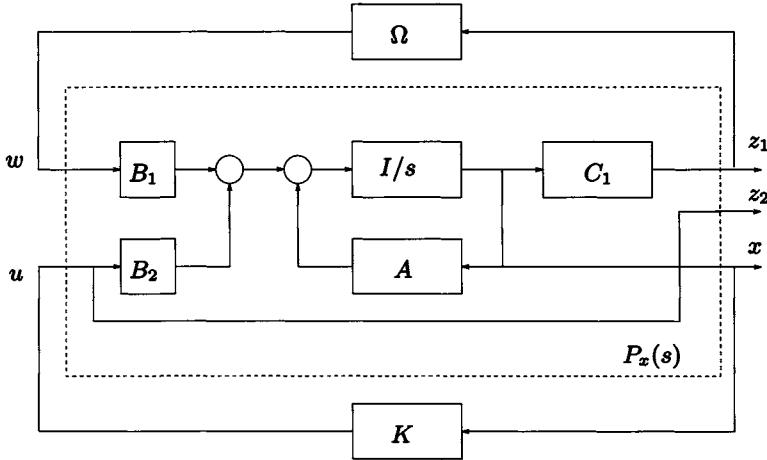 Ω
w
B₁
I/s
C₁
z₁
z₂
u
B₂
A
x
Pₓ(s)
K